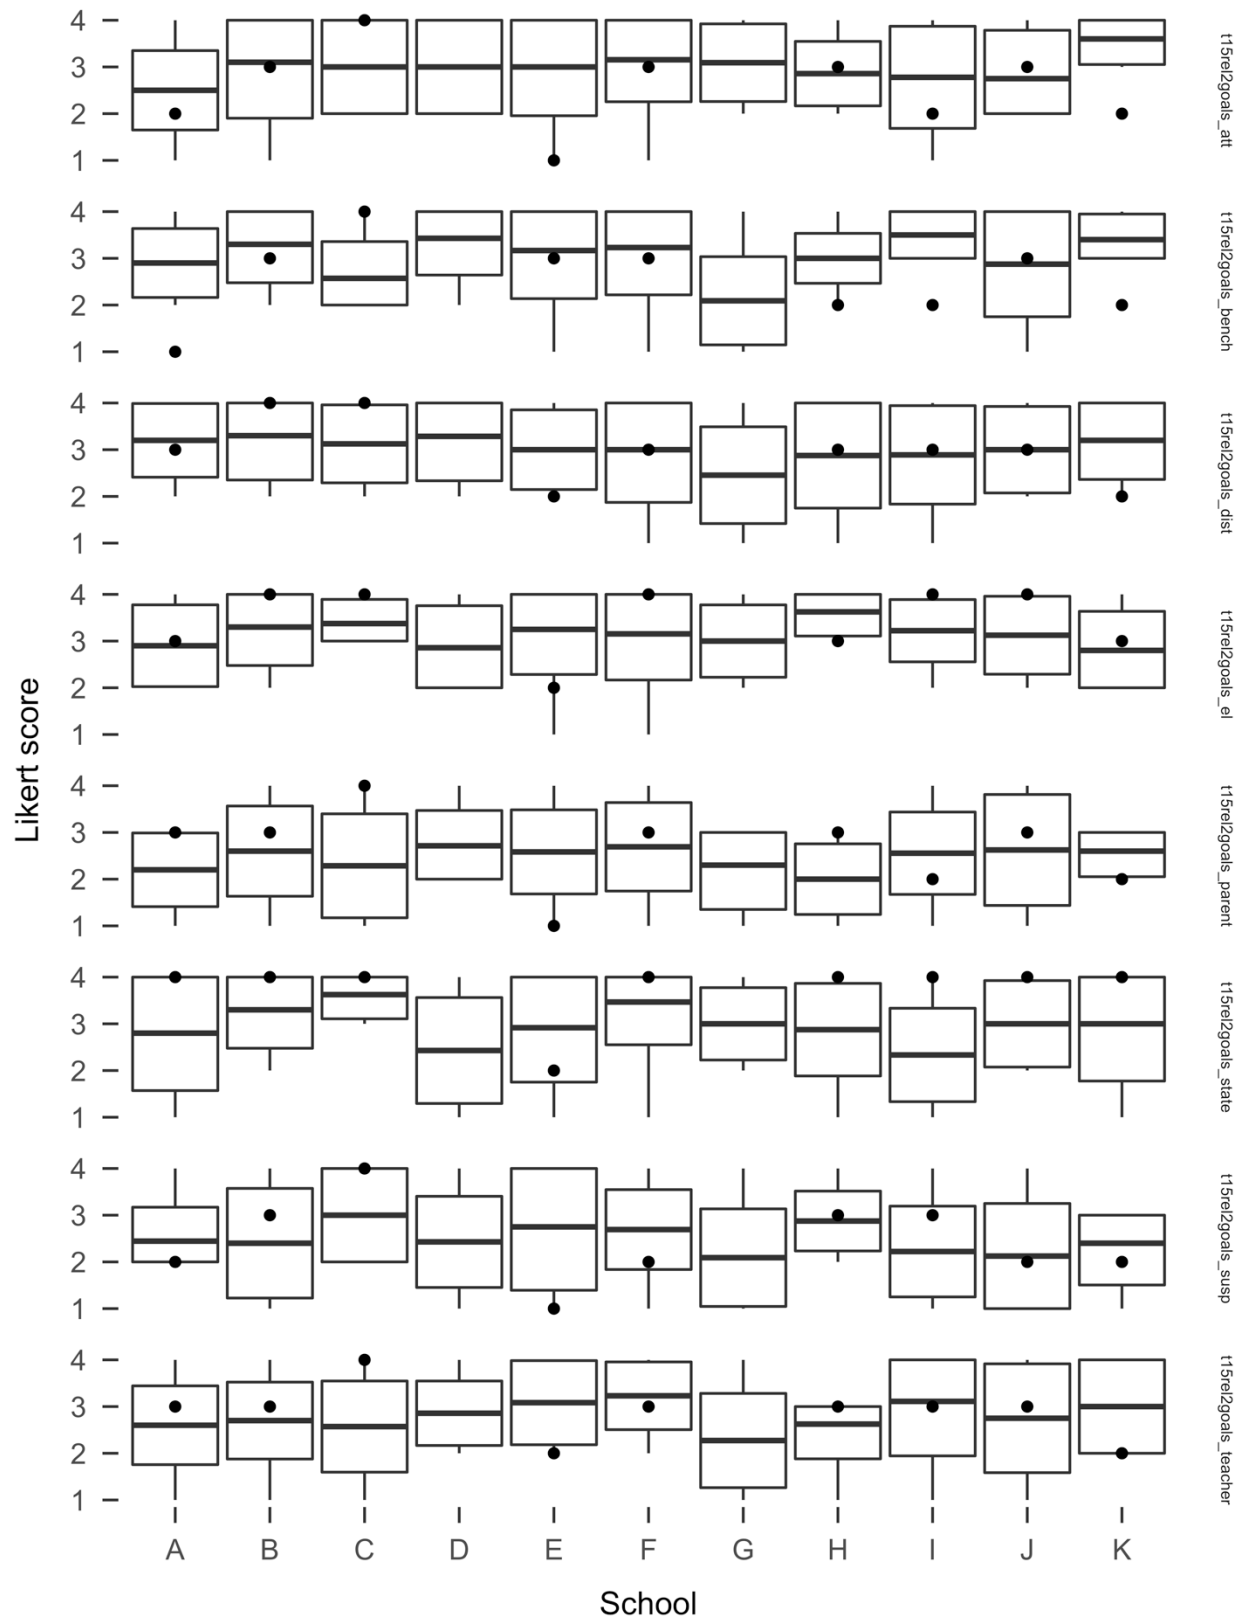 4
3
2
1
t15rel2goals_att
4
3
2
1
t15rel2goals_bench
4
3
2
1
t15rel2goals_dist
4
3
2
1
t15rel2goals_el
4
3
2
1
t15rel2goals_parent
4
3
2
1
t15rel2goals_state
4
3
2
1
t15rel2goals_susp
4
3
2
1
t15rel2goals_teacher
Likert score
A B C D E F G H I J K
School